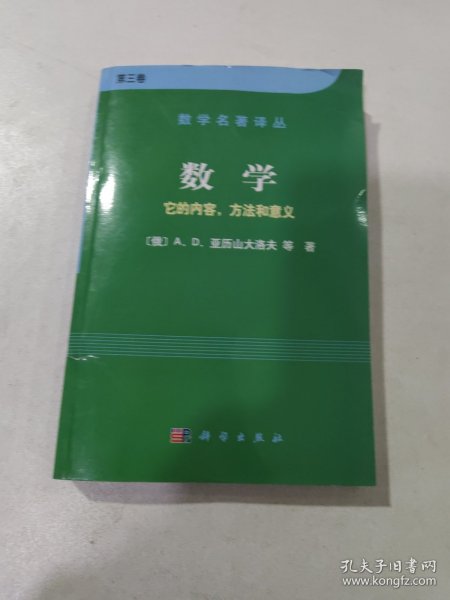 第三卷
数学名著译丛
数学
它的内容，方法和意义
〔俄〕A. D. 亚历山大洛夫 等 著
科学出版社
孔夫子旧书网
www.kongfz.com